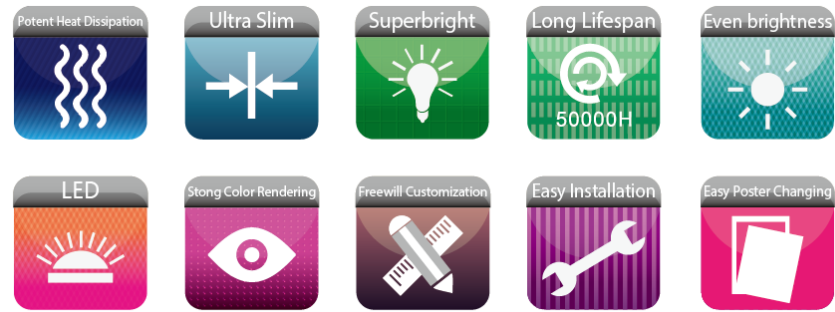 Potent Heat Dissipation
Ultra Slim
Superbright
Long Lifespan
Even brightness
50000H
LED
Stong Color Rendering
Freewill Customization
Easy Installation
Easy Poster Changing